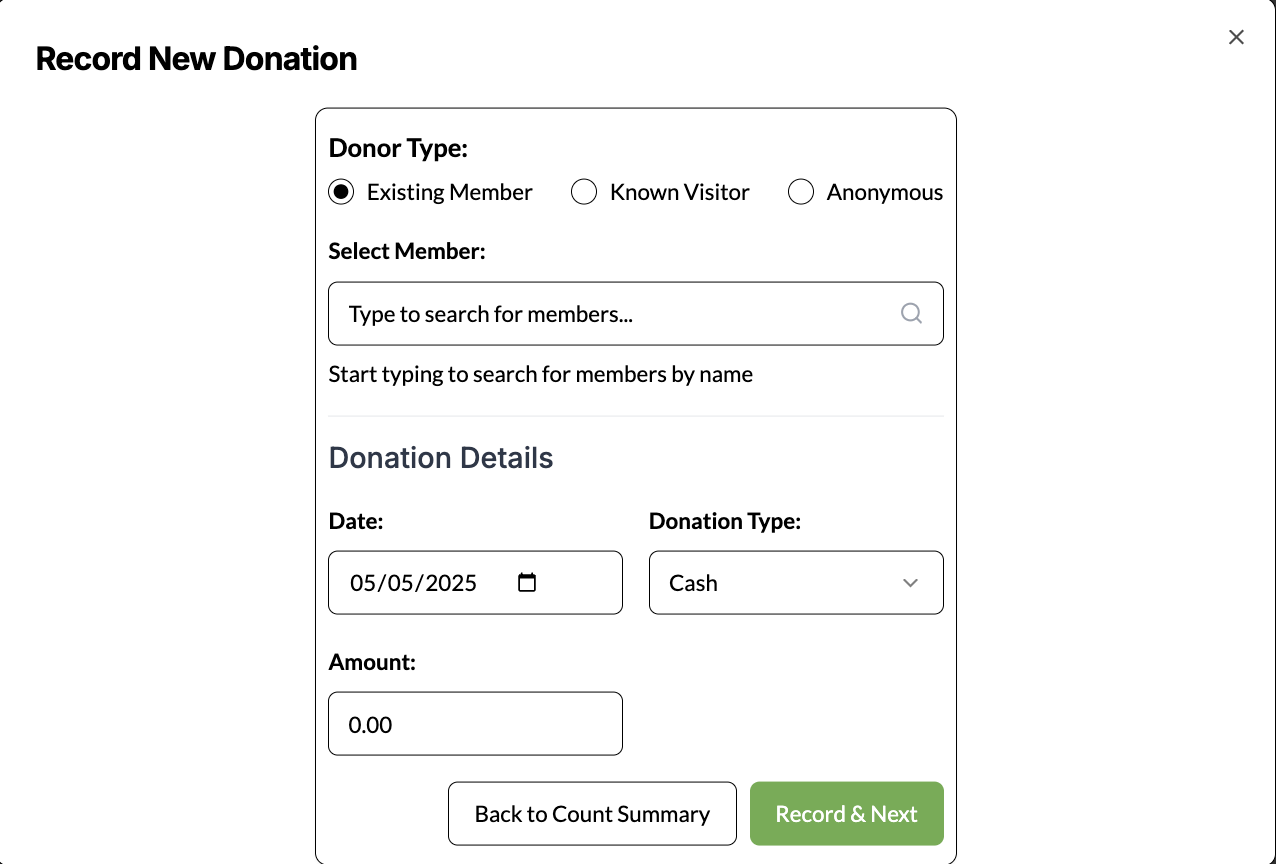 Record New Donation
Donor Type:
Existing Member Known Visitor Anonymous
Select Member:
Type to search for members...
Start typing to search for members by name
Donation Details
Date: Donation Type:
05/05/2025 Cash
Amount:
0.00
Back to Count Summary Record & Next